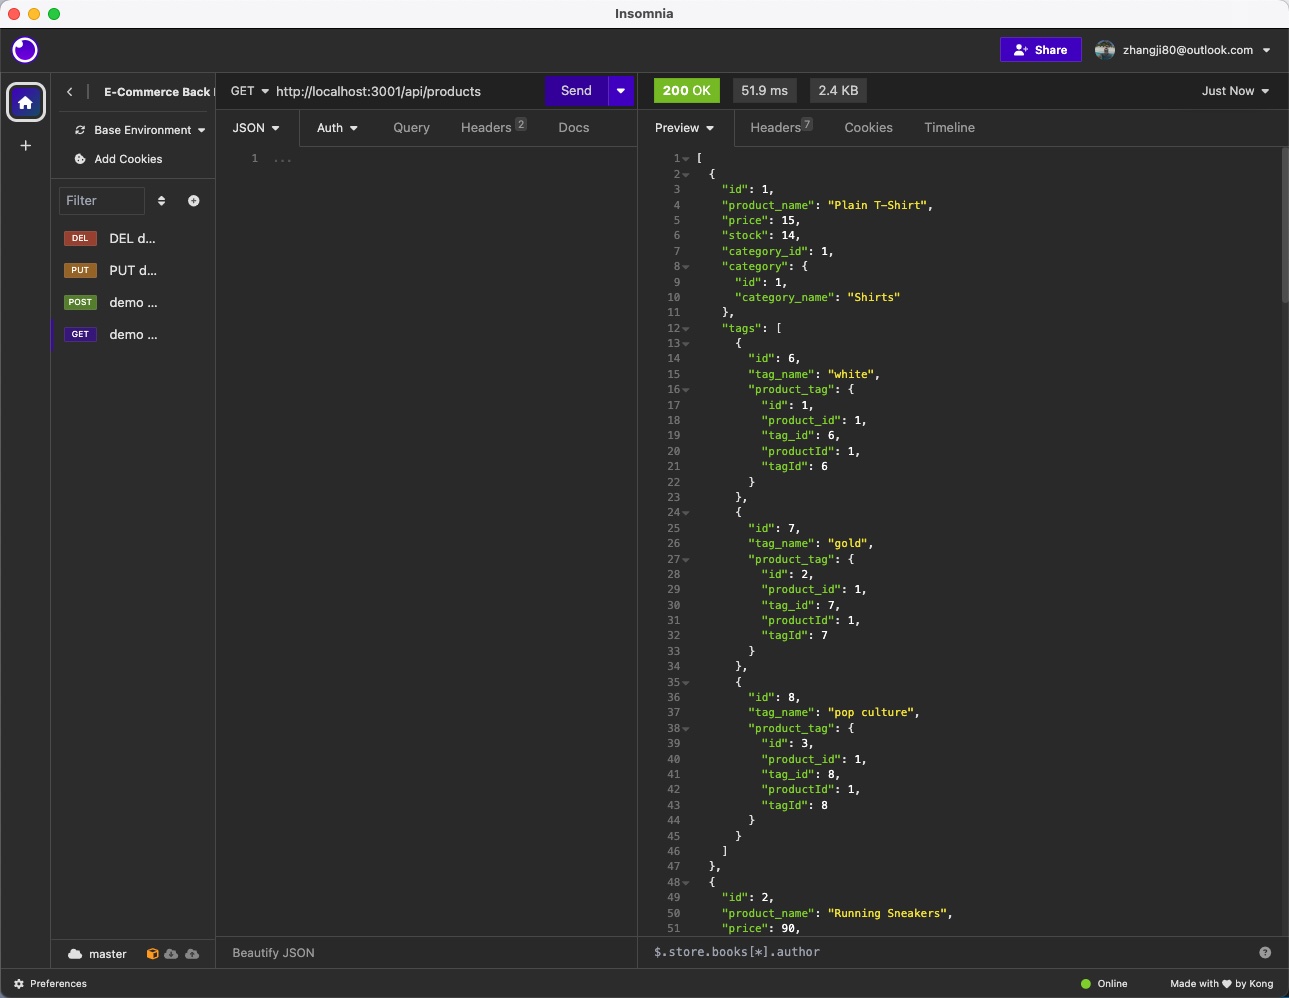 Insomnia
Share
zhangji80@outlook.com
E-Commerce Back
GET http://localhost:3001/api/products
Send
200 OK
51.9 ms
2.4 KB
Just Now
Base Environment
Add Cookies
JSON
Auth
Query
Headers 2
Docs
Preview
Headers 7
Cookies
Timeline
Filter
DEL DEL d...
PUT PUT d...
POST demo ...
GET demo ...
1 ...
1 [
2 {
3 "id": 1,
4 "product_name": "Plain T-Shirt",
5 "price": 15,
6 "stock": 14,
7 "category_id": 1,
8 "category": {
9 "id": 1,
10 "category_name": "Shirts"
11 },
12 "tags": [
13 {
14 "id": 6,
15 "tag_name": "white",
16 "product_tag": {
17 "id": 1,
18 "product_id": 1,
19 "tag_id": 6,
20 "productId": 1,
21 "tagId": 6
22 }
23 },
24 {
25 "id": 7,
26 "tag_name": "gold",
27 "product_tag": {
28 "id": 2,
29 "product_id": 1,
30 "tag_id": 7,
31 "productId": 1,
32 "tagId": 7
33 }
34 },
35 {
36 "id": 8,
37 "tag_name": "pop culture",
38 "product_tag": {
39 "id": 3,
40 "product_id": 1,
41 "tag_id": 8,
42 "productId": 1,
43 "tagId": 8
44 }
45 }
46 ]
47 },
48 {
49 "id": 2,
50 "product_name": "Running Sneakers",
51 "price": 90,
master
Beautify JSON
$.store.books[*].author
Preferences
Online
Made with ♥ by Kong